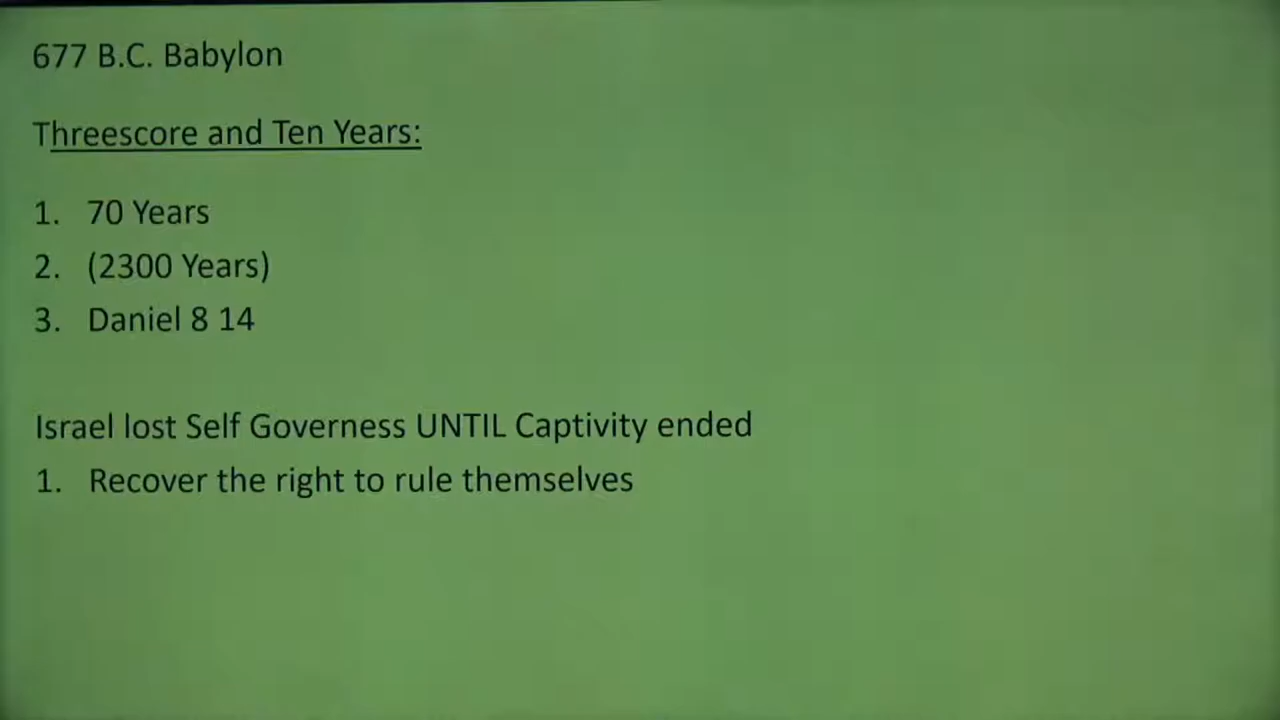 677 B.C. Babylon
Threescore and Ten Years:
1. 70 Years
2. (2300 Years)
3. Daniel 8 14
Israel lost Self Governess UNTIL Captivity ended
1. Recover the right to rule themselves